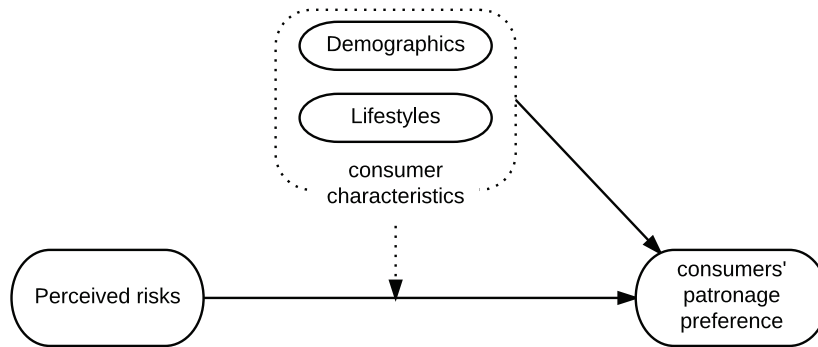 Demographics
Lifestyles
consumer
characteristics
Perceived risks
consumers'
patronage
preference